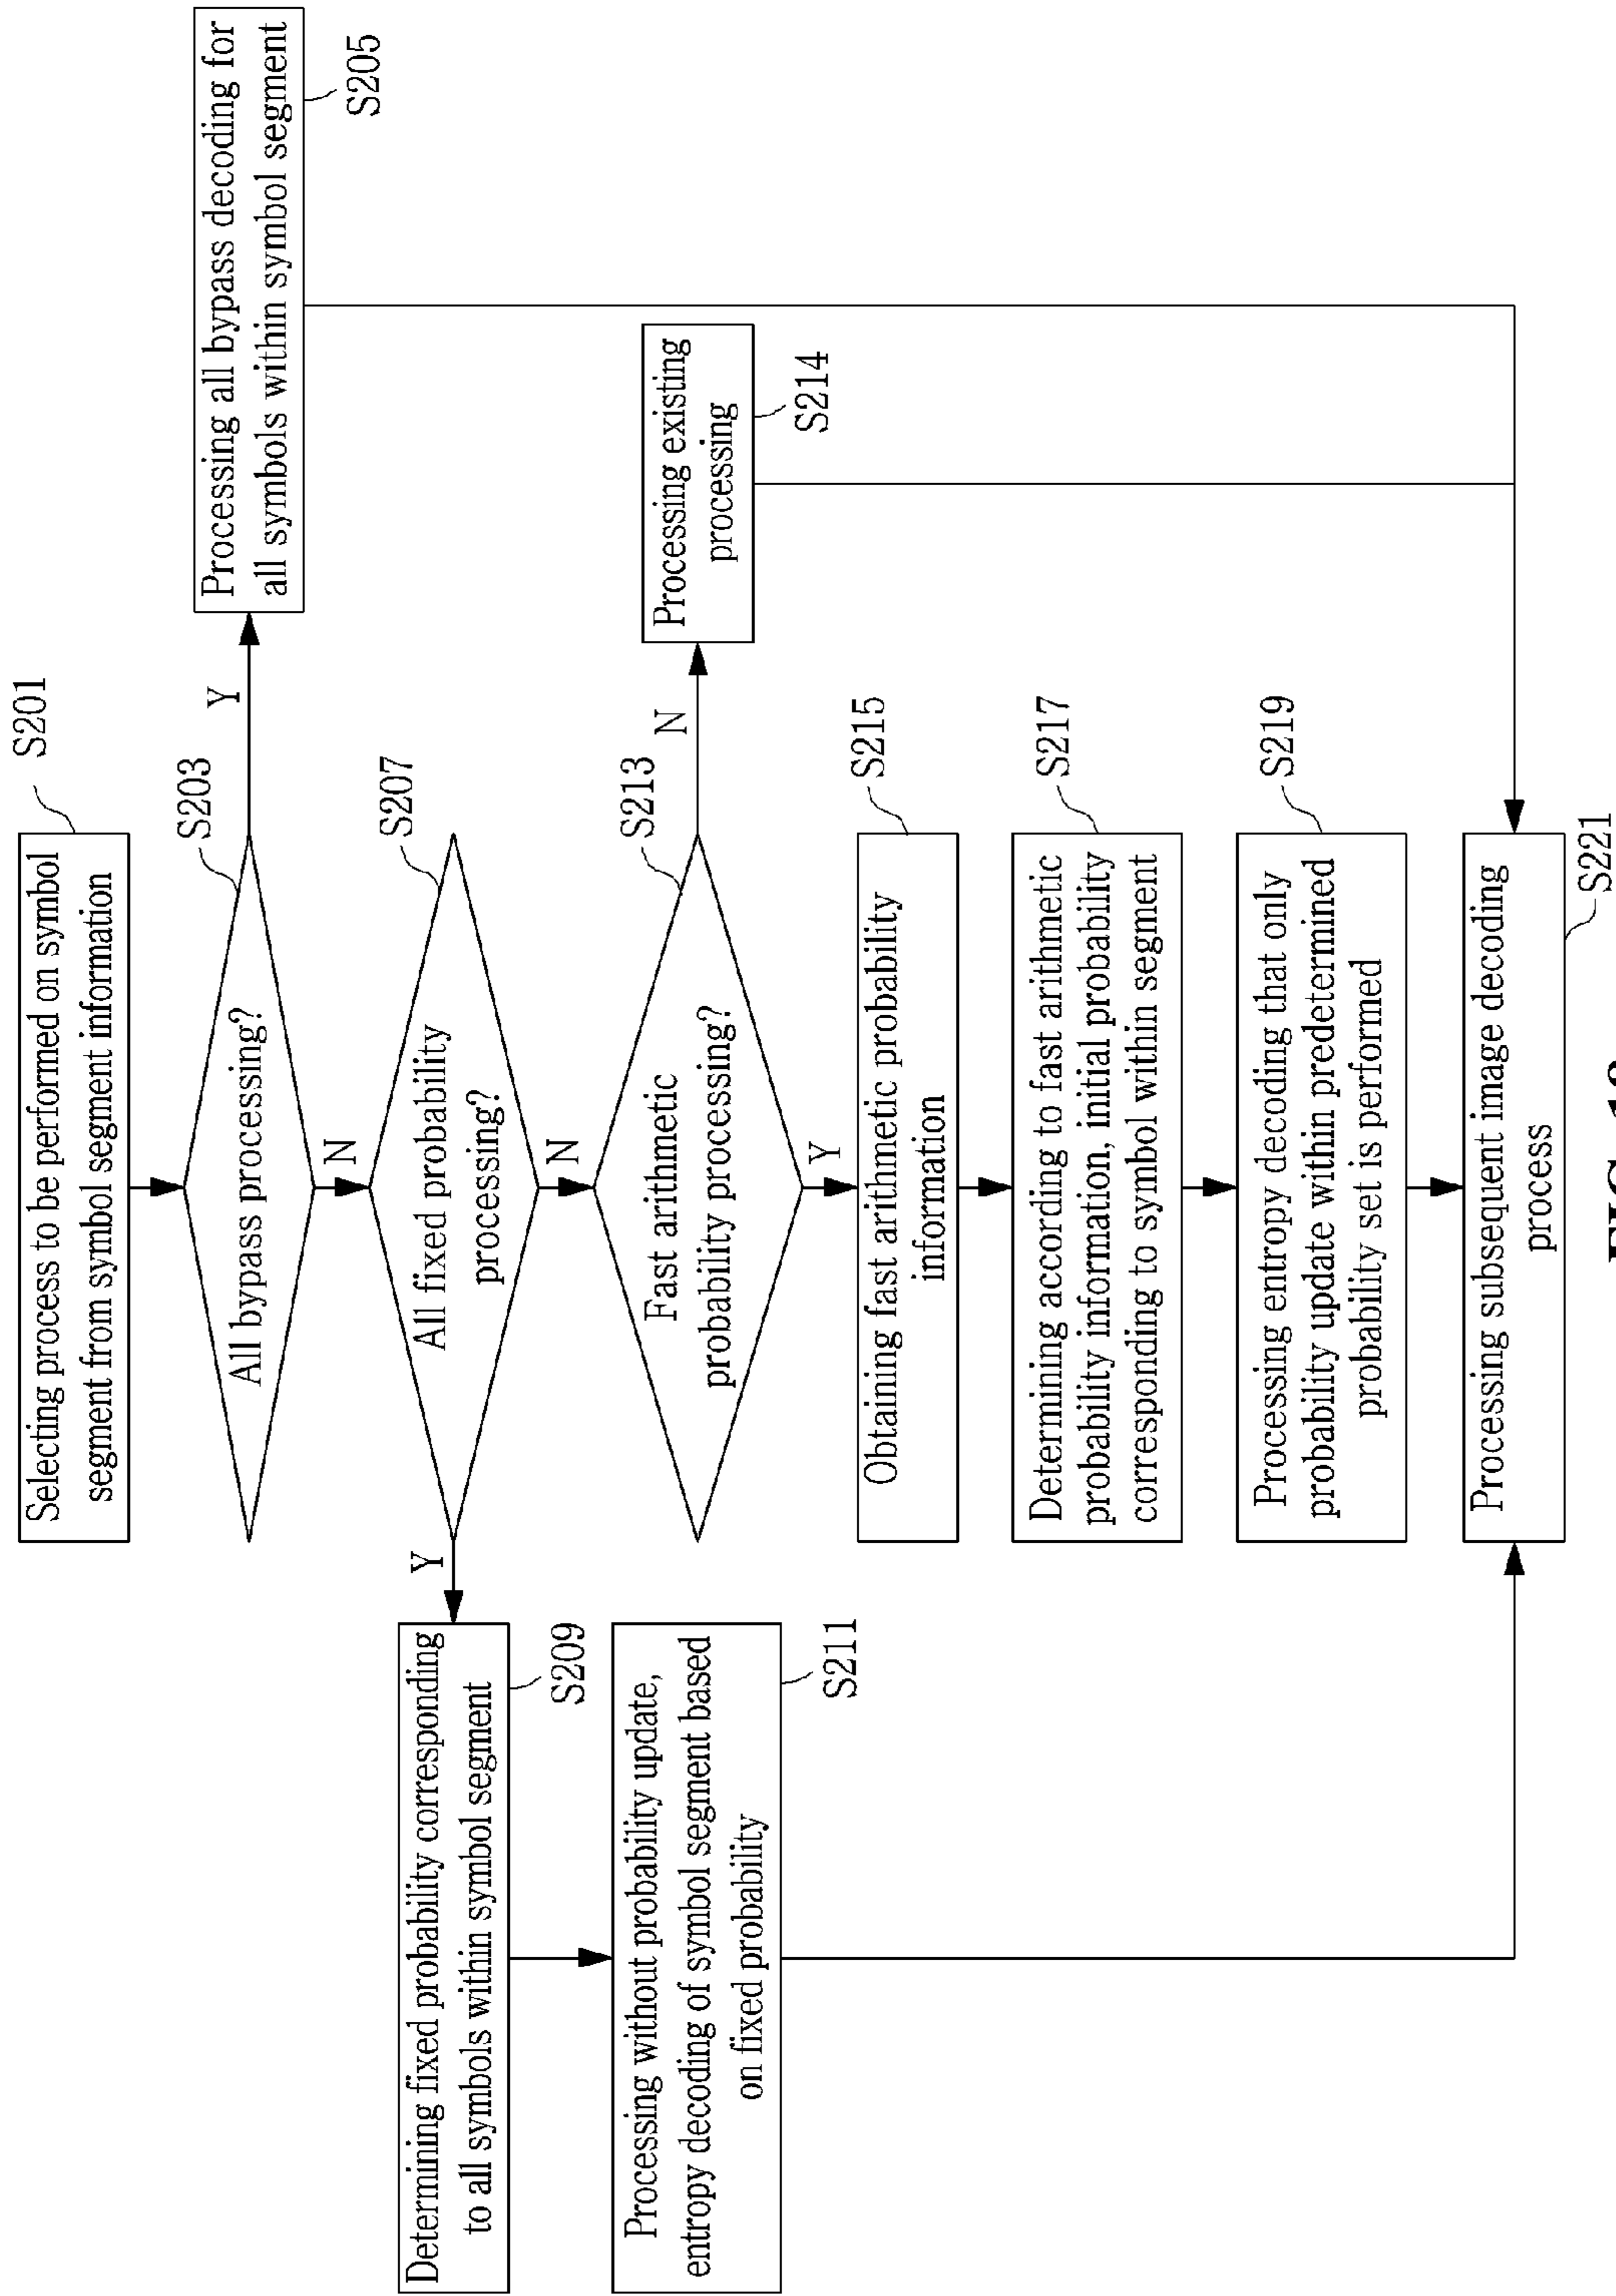 Selecting process to be performed on symbol
segment from symbol segment information
S201
All bypass processing?
S203
Y
Processing all bypass decoding for
all symbols within symbol segment
S205
N
All fixed probability
processing?
S207
Y
Determining fixed probability corresponding
to all symbols within symbol segment
S209
Processing without probability update,
entropy decoding of symbol segment based
on fixed probability
S211
N
Fast arithmetic
probability processing?
S213
N
Processing existing
processing
S214
Y
Obtaining fast arithmetic probability
information
S215
Determining according to fast arithmetic
probability information, initial probability
corresponding to symbol within segment
S217
Processing entropy decoding that only
probability update within predetermined
probability set is performed
S219
Processing subsequent image decoding
process
S221